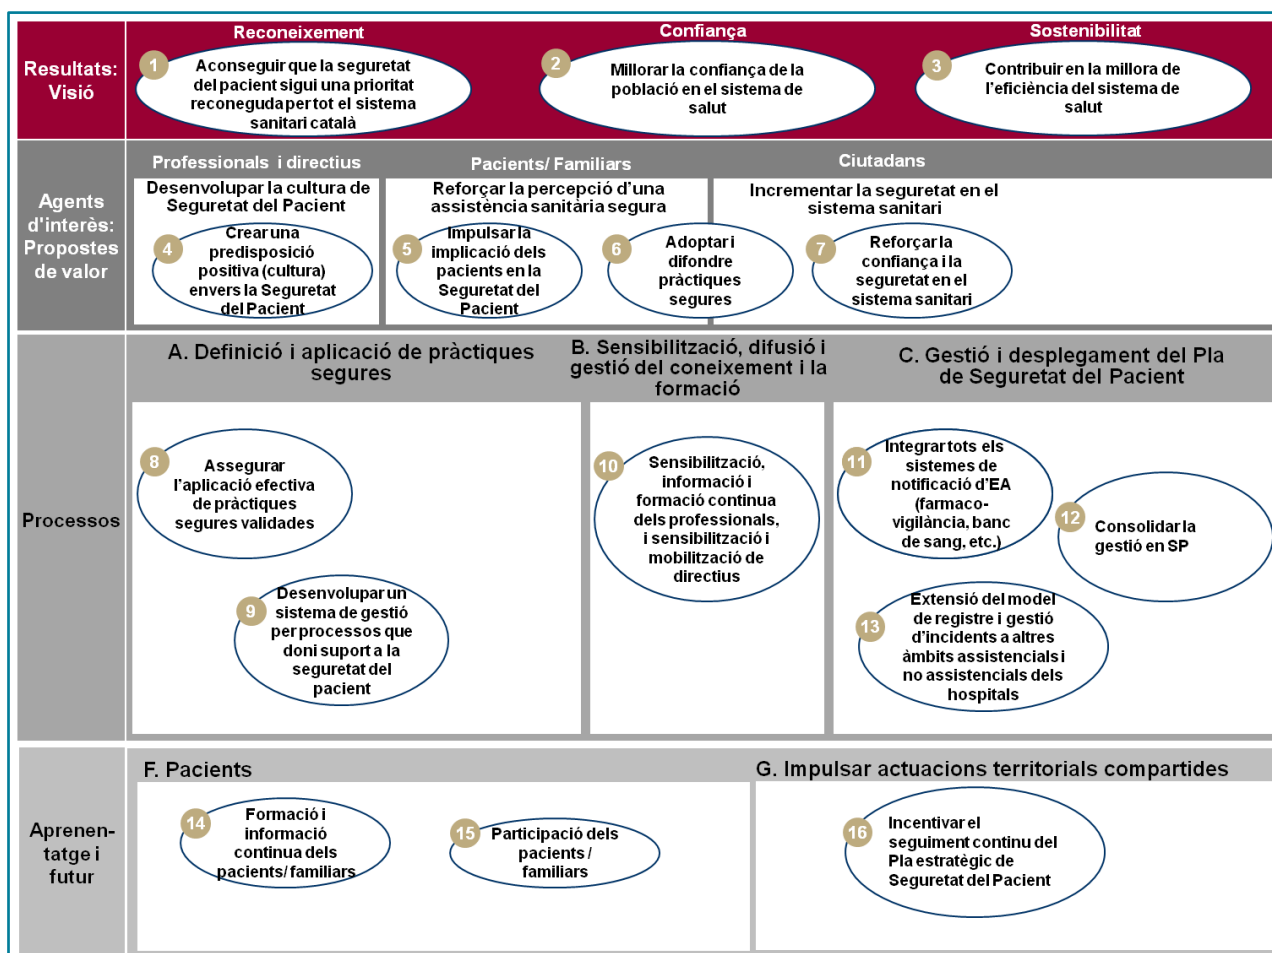 Resultats:
Visió
Reconeixement
1
Aconseguir que la seguretat
del pacient sigui una prioritat
reconeguda per tot el sistema
sanitari català
Confiança
2
Millorar la confiança de la
població en el sistema de
salut
Sostenibilitat
3
Contribuir en la millora de
l'eficiència del sistema de
salut
Agents
d'interès:
Propostes
de valor
Professionals i directius
Desenvolupar la cultura de
Seguretat del Pacient
4
Crear una
predisposició
positiva (cultura)
envers la Seguretat
del Pacient
Pacients/ Familiars
Reforçar la percepció d'una
assistència sanitària segura
5
Impulsar la
implicació dels
pacients en la
Seguretat del
Pacient
6
Adoptar i
difondre
pràctiques
segures
Ciutadans
Incrementar la seguretat en el
sistema sanitari
7
Reforçar la
confiança i la
seguretat en el
sistema sanitari
Processos
A. Definició i aplicació de pràctiques
segures
8
Assegurar
l'aplicació efectiva
de pràctiques
segures validades
9
Desenvolupar un
sistema de gestió
per processos que
doni suport a la
seguretat del
pacient
B. Sensibilització, difusió i
gestió del coneixement i la
formació
10
Sensibilització,
informació i
formació continua
dels professionals,
i sensibilització i
mobilització de
directius
C. Gestió i desplegament del Pla
de Seguretat del Pacient
11
Integrar tots els
sistemes de
notificació d'EA
(farmaco-
vigilància, banc
de sang, etc.)
12
Consolidar la
gestió en SP
13
Extensió del model
de registre i gestió
d'incidents a altres
àmbits assistencials i
no assistencials dels
hospitals
Aprenen-
tatge i
futur
F. Pacients
14
Formació i
informació
continua dels
pacients/ familiars
15
Participació dels
pacients /
familiars
G. Impulsar actuacions territorials compartides
16
Incentivar el
seguiment continu del
Pla estratègic de
Seguretat del Pacient